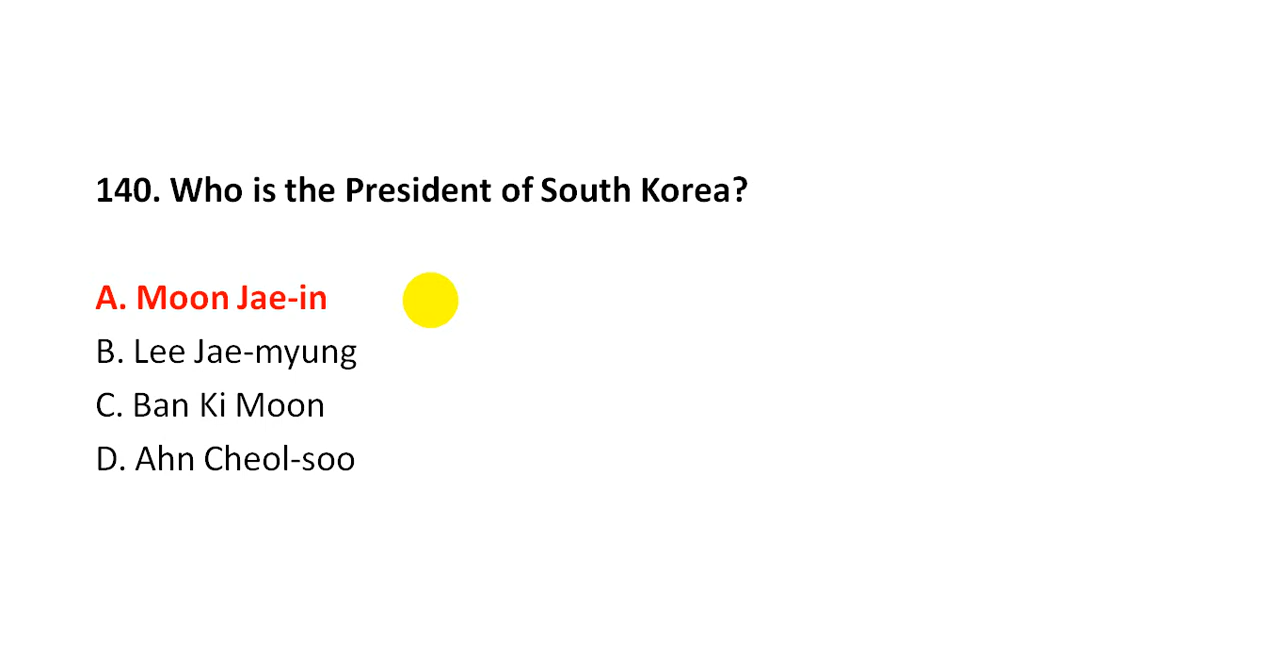 140. Who is the President of South Korea?
A. Moon Jae-in
B. Lee Jae-myung
C. Ban Ki Moon
D. Ahn Cheol-soo